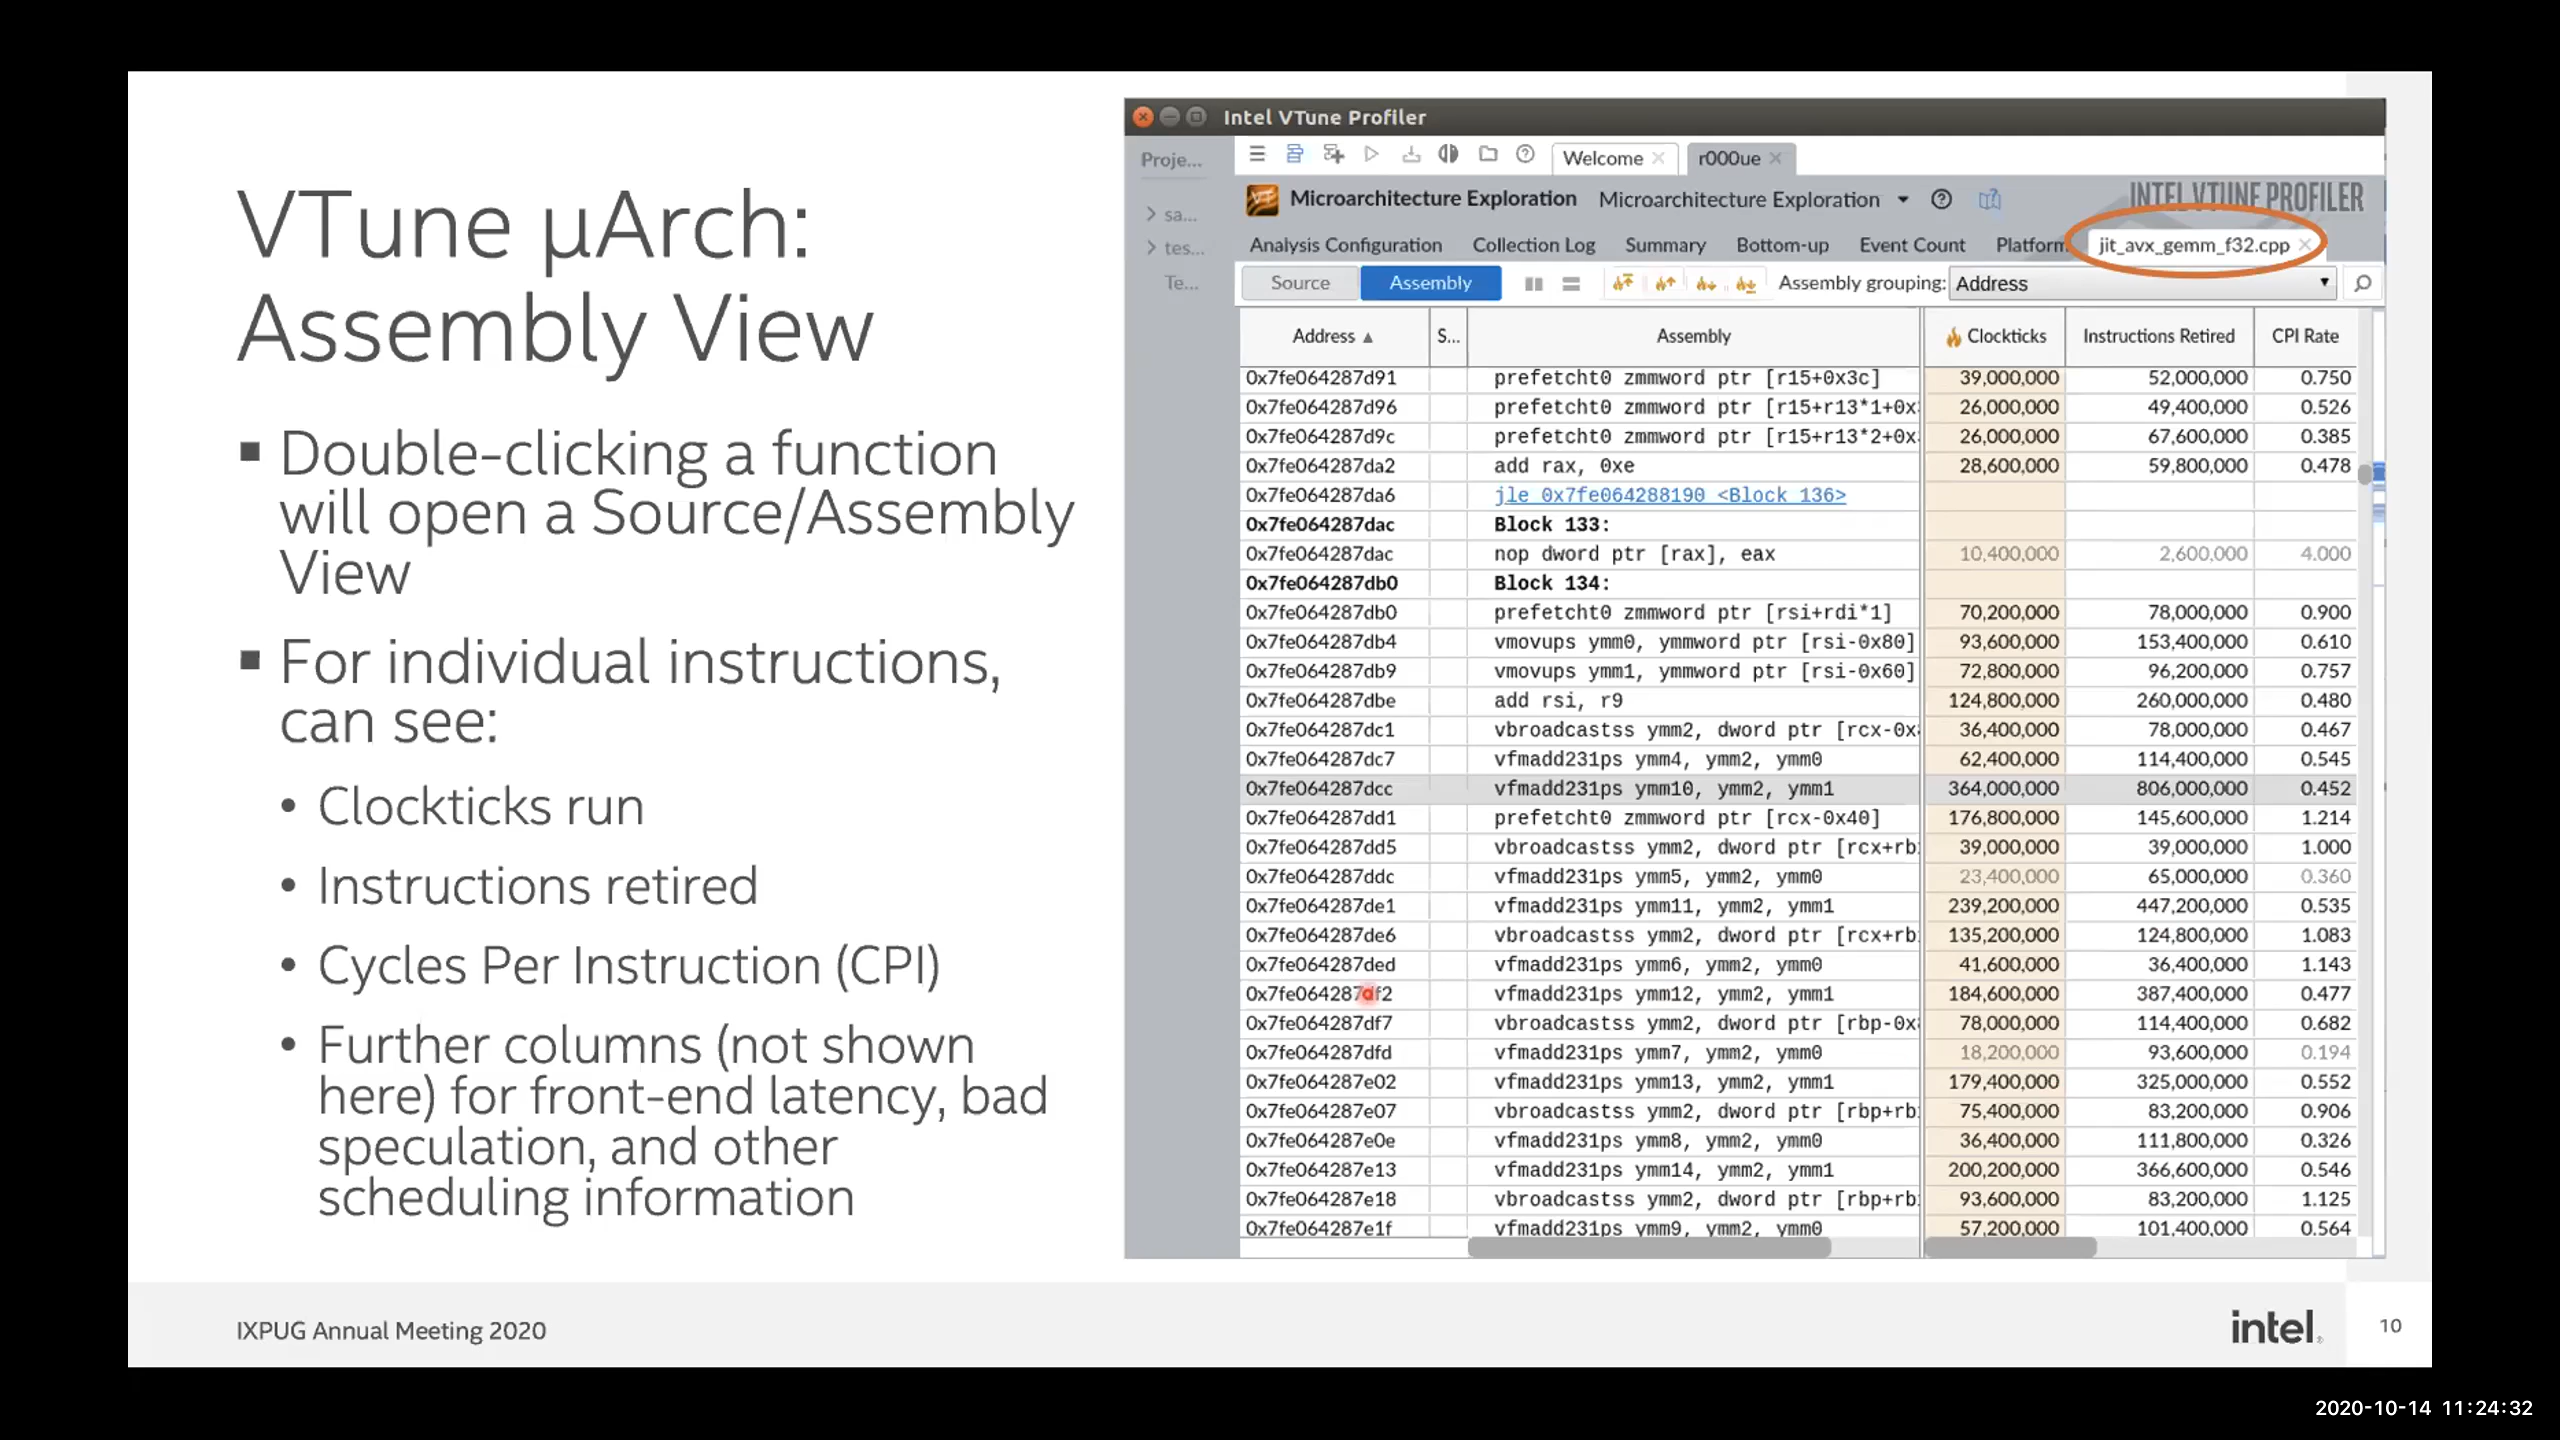 VTune µArch:
Assembly View
▪ Double-clicking a function
will open a Source/Assembly
View
▪ For individual instructions,
can see:
• Clockticks run
• Instructions retired
• Cycles Per Instruction (CPI)
• Further columns (not shown
here) for front-end latency, bad
speculation, and other
scheduling information
Intel VTune Profiler
Proje...
sa...
tes...
Te...
Welcome
r000ue
Microarchitecture Exploration Microarchitecture Exploration
INTEL VTUNE PROFILER
Analysis Configuration Collection Log Summary Bottom-up Event Count Platform jit_avx_gemm_f32.cpp
Source Assembly Assembly grouping: Address
Address S... Assembly Clockticks Instructions Retired CPI Rate
0x7fe064287d91 prefetcht0 zmmword ptr [r15+0x3c] 39,000,000 52,000,000 0.750
0x7fe064287d96 prefetcht0 zmmword ptr [r15+r13*1+0x 26,000,000 49,400,000 0.526
0x7fe064287d9c prefetcht0 zmmword ptr [r15+r13*2+0x 26,000,000 67,600,000 0.385
0x7fe064287da2 add rax, 0xe 28,600,000 59,800,000 0.478
0x7fe064287da6 jle 0x7fe064288190 <Block 136>
0x7fe064287dac Block 133:
0x7fe064287dac nop dword ptr [rax], eax 10,400,000 2,600,000 4.000
0x7fe064287db0 Block 134:
0x7fe064287db0 prefetcht0 zmmword ptr [rsi+rdi*1] 70,200,000 78,000,000 0.900
0x7fe064287db4 vmovups ymm0, ymmword ptr [rsi-0x80] 93,600,000 153,400,000 0.610
0x7fe064287db9 vmovups ymm1, ymmword ptr [rsi-0x60] 72,800,000 96,200,000 0.757
0x7fe064287dbe add rsi, r9 124,800,000 260,000,000 0.480
0x7fe064287dc1 vbroadcastss ymm2, dword ptr [rcx-0x 36,400,000 78,000,000 0.467
0x7fe064287dc7 vfmadd231ps ymm4, ymm2, ymm0 62,400,000 114,400,000 0.545
0x7fe064287dcc vfmadd231ps ymm10, ymm2, ymm1 364,000,000 806,000,000 0.452
0x7fe064287dd1 prefetcht0 zmmword ptr [rcx-0x40] 176,800,000 145,600,000 1.214
0x7fe064287dd5 vbroadcastss ymm2, dword ptr [rcx+rb 39,000,000 39,000,000 1.000
0x7fe064287ddc vfmadd231ps ymm5, ymm2, ymm0 23,400,000 65,000,000 0.360
0x7fe064287de1 vfmadd231ps ymm11, ymm2, ymm1 239,200,000 447,200,000 0.535
0x7fe064287de6 vbroadcastss ymm2, dword ptr [rcx+rb 135,200,000 124,800,000 1.083
0x7fe064287ded vfmadd231ps ymm6, ymm2, ymm0 41,600,000 36,400,000 1.143
0x7fe064287df2 vfmadd231ps ymm12, ymm2, ymm1 184,600,000 387,400,000 0.477
0x7fe064287df7 vbroadcastss ymm2, dword ptr [rbp-0x 78,000,000 114,400,000 0.682
0x7fe064287dfd vfmadd231ps ymm7, ymm2, ymm0 18,200,000 93,600,000 0.194
0x7fe064287e02 vfmadd231ps ymm13, ymm2, ymm1 179,400,000 325,000,000 0.552
0x7fe064287e07 vbroadcastss ymm2, dword ptr [rbp+rb 75,400,000 83,200,000 0.906
0x7fe064287e0e vfmadd231ps ymm8, ymm2, ymm0 36,400,000 111,800,000 0.326
0x7fe064287e13 vfmadd231ps ymm14, ymm2, ymm1 200,200,000 366,600,000 0.546
0x7fe064287e18 vbroadcastss ymm2, dword ptr [rbp+rb 93,600,000 83,200,000 1.125
0x7fe064287e1f vfmadd231ps ymm9, ymm2, ymm0 57,200,000 101,400,000 0.564
IXPUG Annual Meeting 2020
intel.
10
2020-10-14 11:24:32